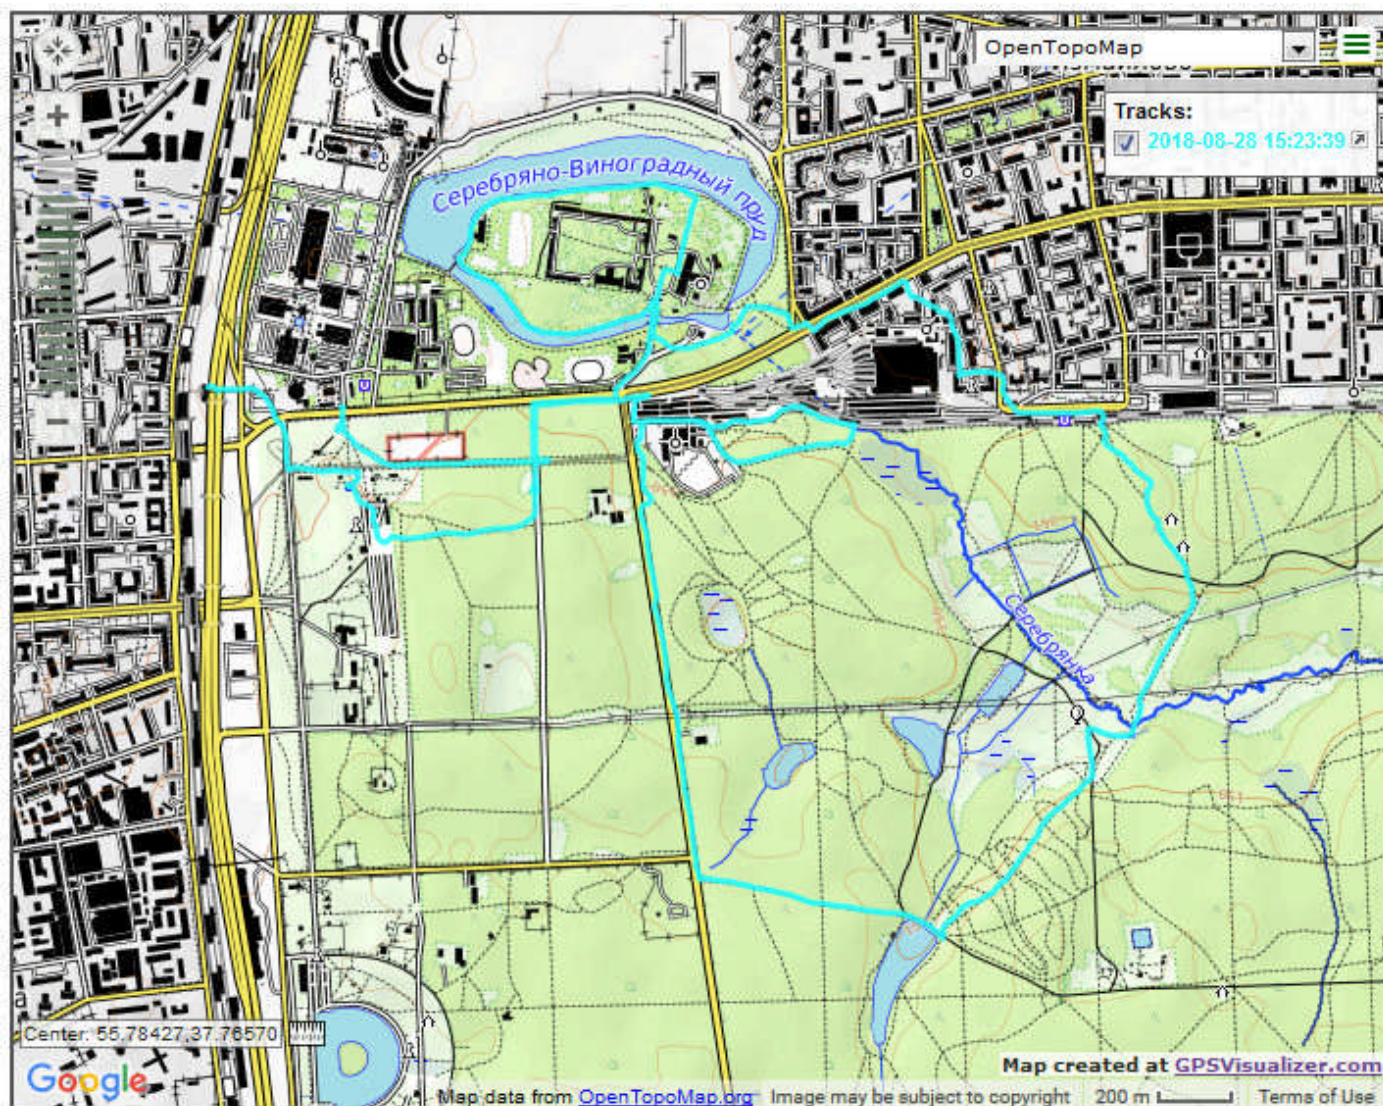 OpenTopoMap
Tracks:
2018-08-28 15:23:39
Серебряно-Виноградный пруд
Серебрянка
Center: 55.78427,37.76570
Google
Map created at GPSVisualizer.com
Map data from OpenTopoMap.org
Image may be subject to copyright
200 m
Terms of Use